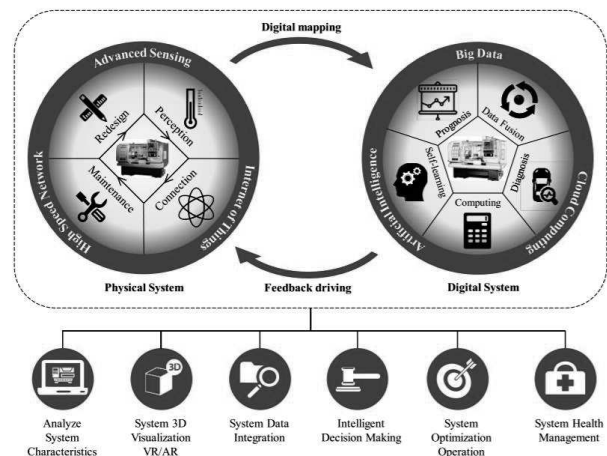 Digital mapping
Advanced Sensing
High Speed Network
Internet of Things
Redesign
Perception
Maintenance
Connection
Physical System
Feedback driving
Big Data
Artificial Intelligence
Cloud Computing
Prognosis
Data Fusion
Self-learning
Diagnosis
Computing
Digital System
3D
Analyze
System
Characteristics
System 3D
Visualization
VR/AR
System Data
Integration
Intelligent
Decision Making
System
Optimization
Operation
System Health
Management